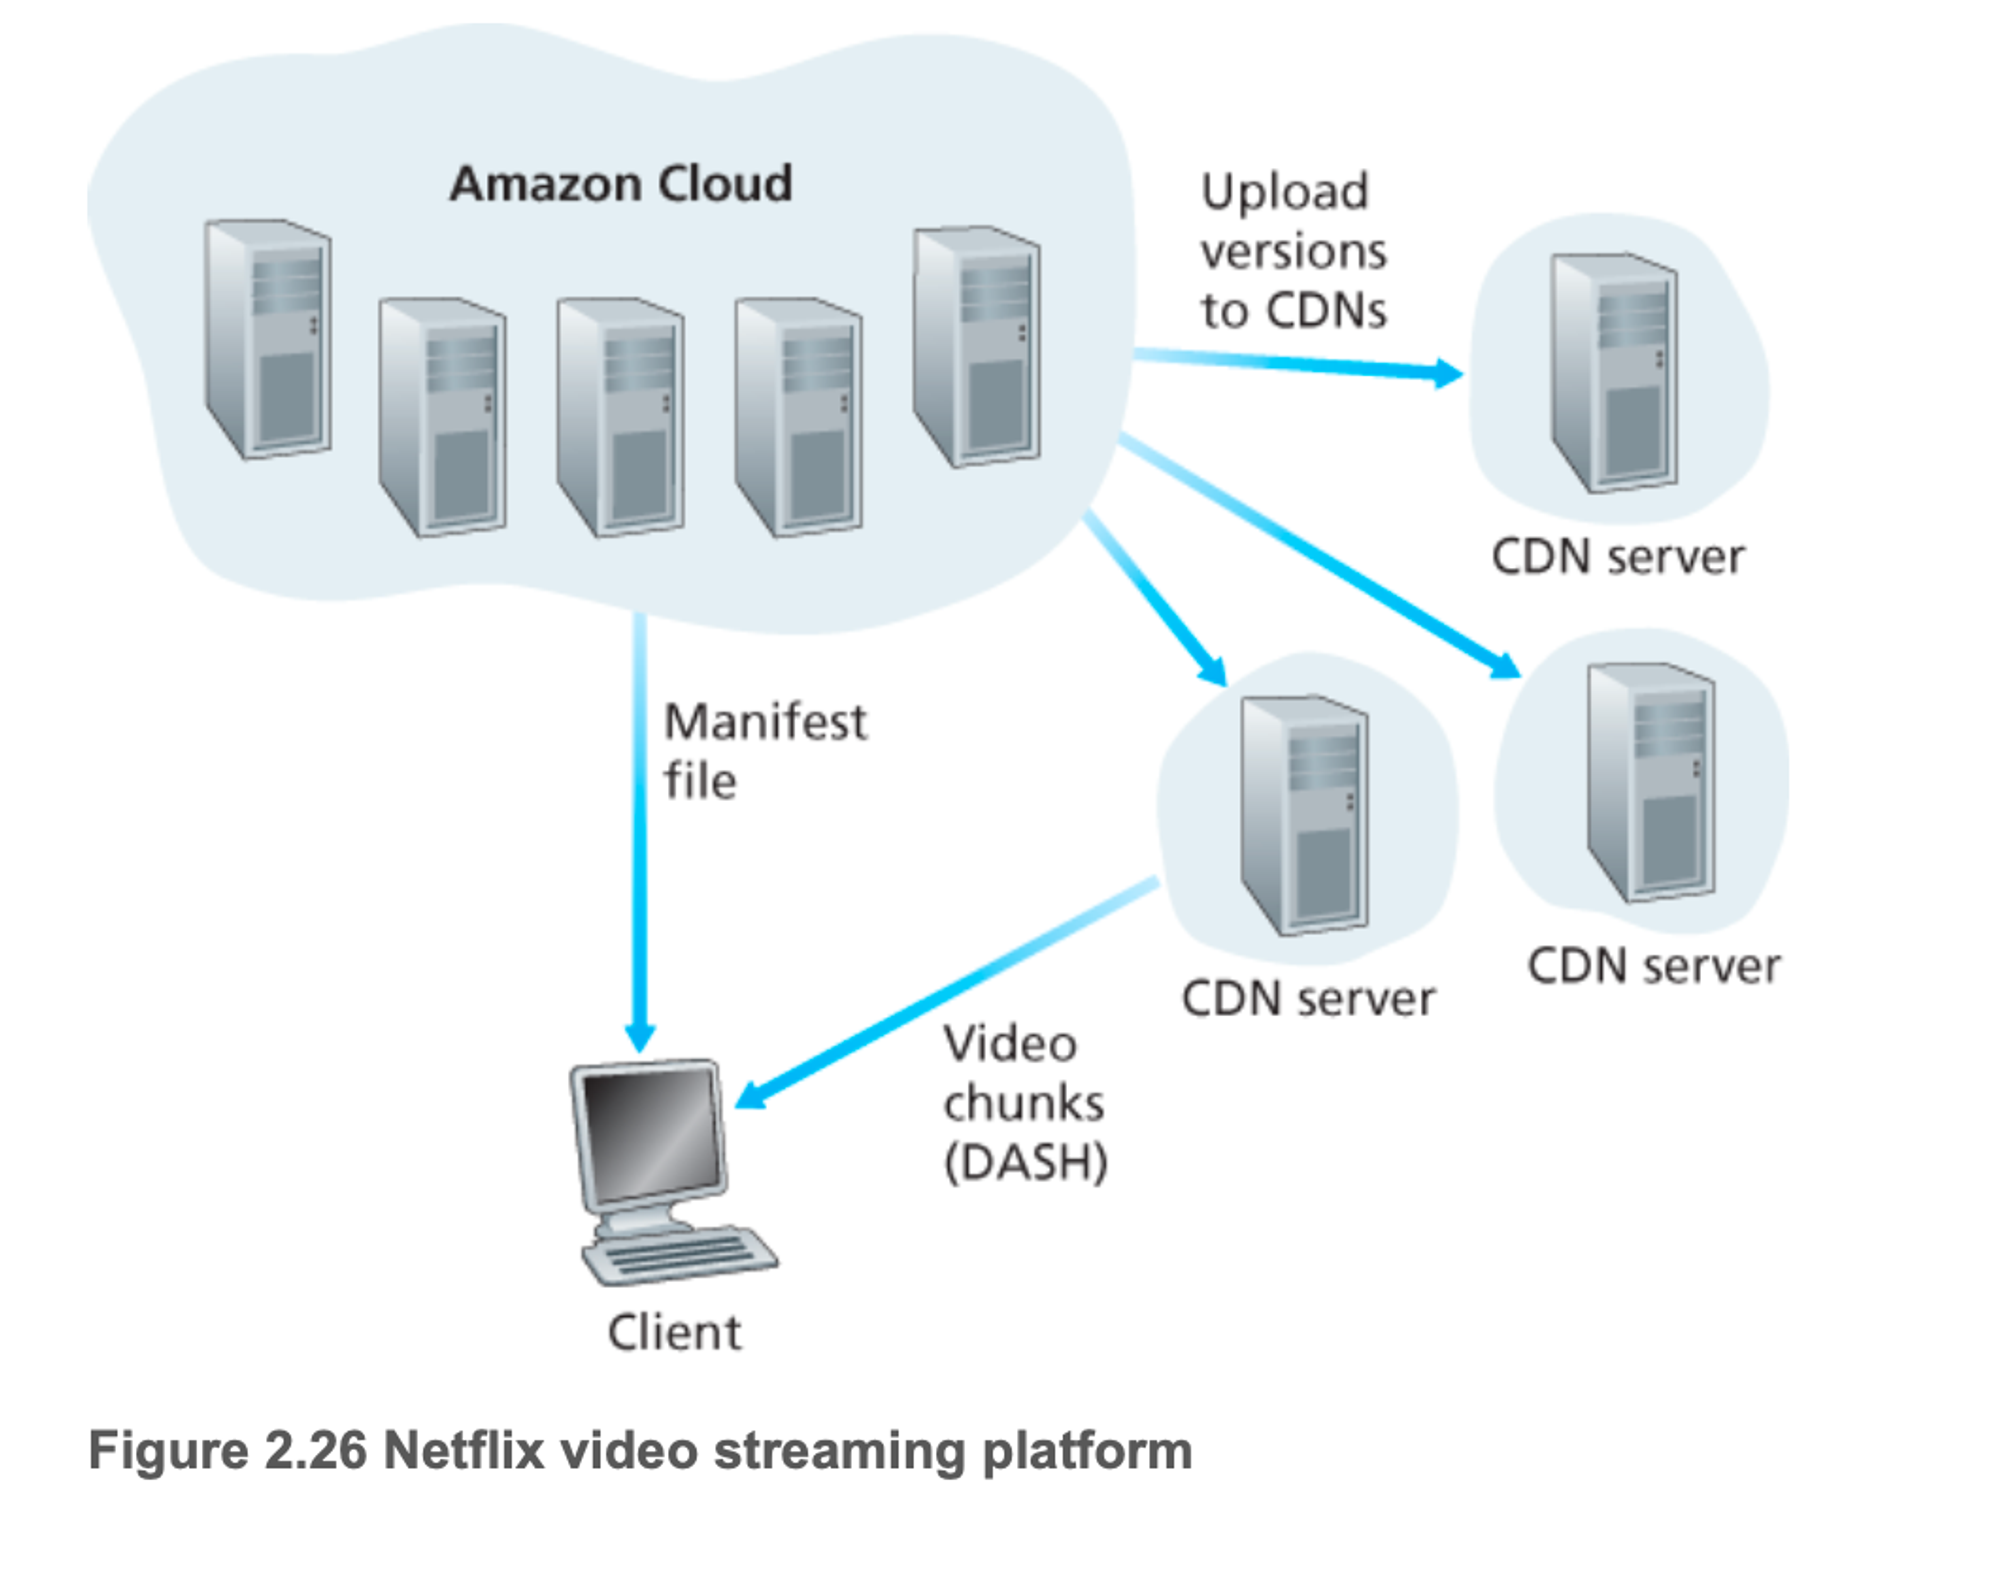 Amazon Cloud
Upload
versions
to CDNs
CDN server
Manifest
file
CDN server
CDN server
Video
chunks
(DASH)
Client
Figure 2.26 Netflix video streaming platform